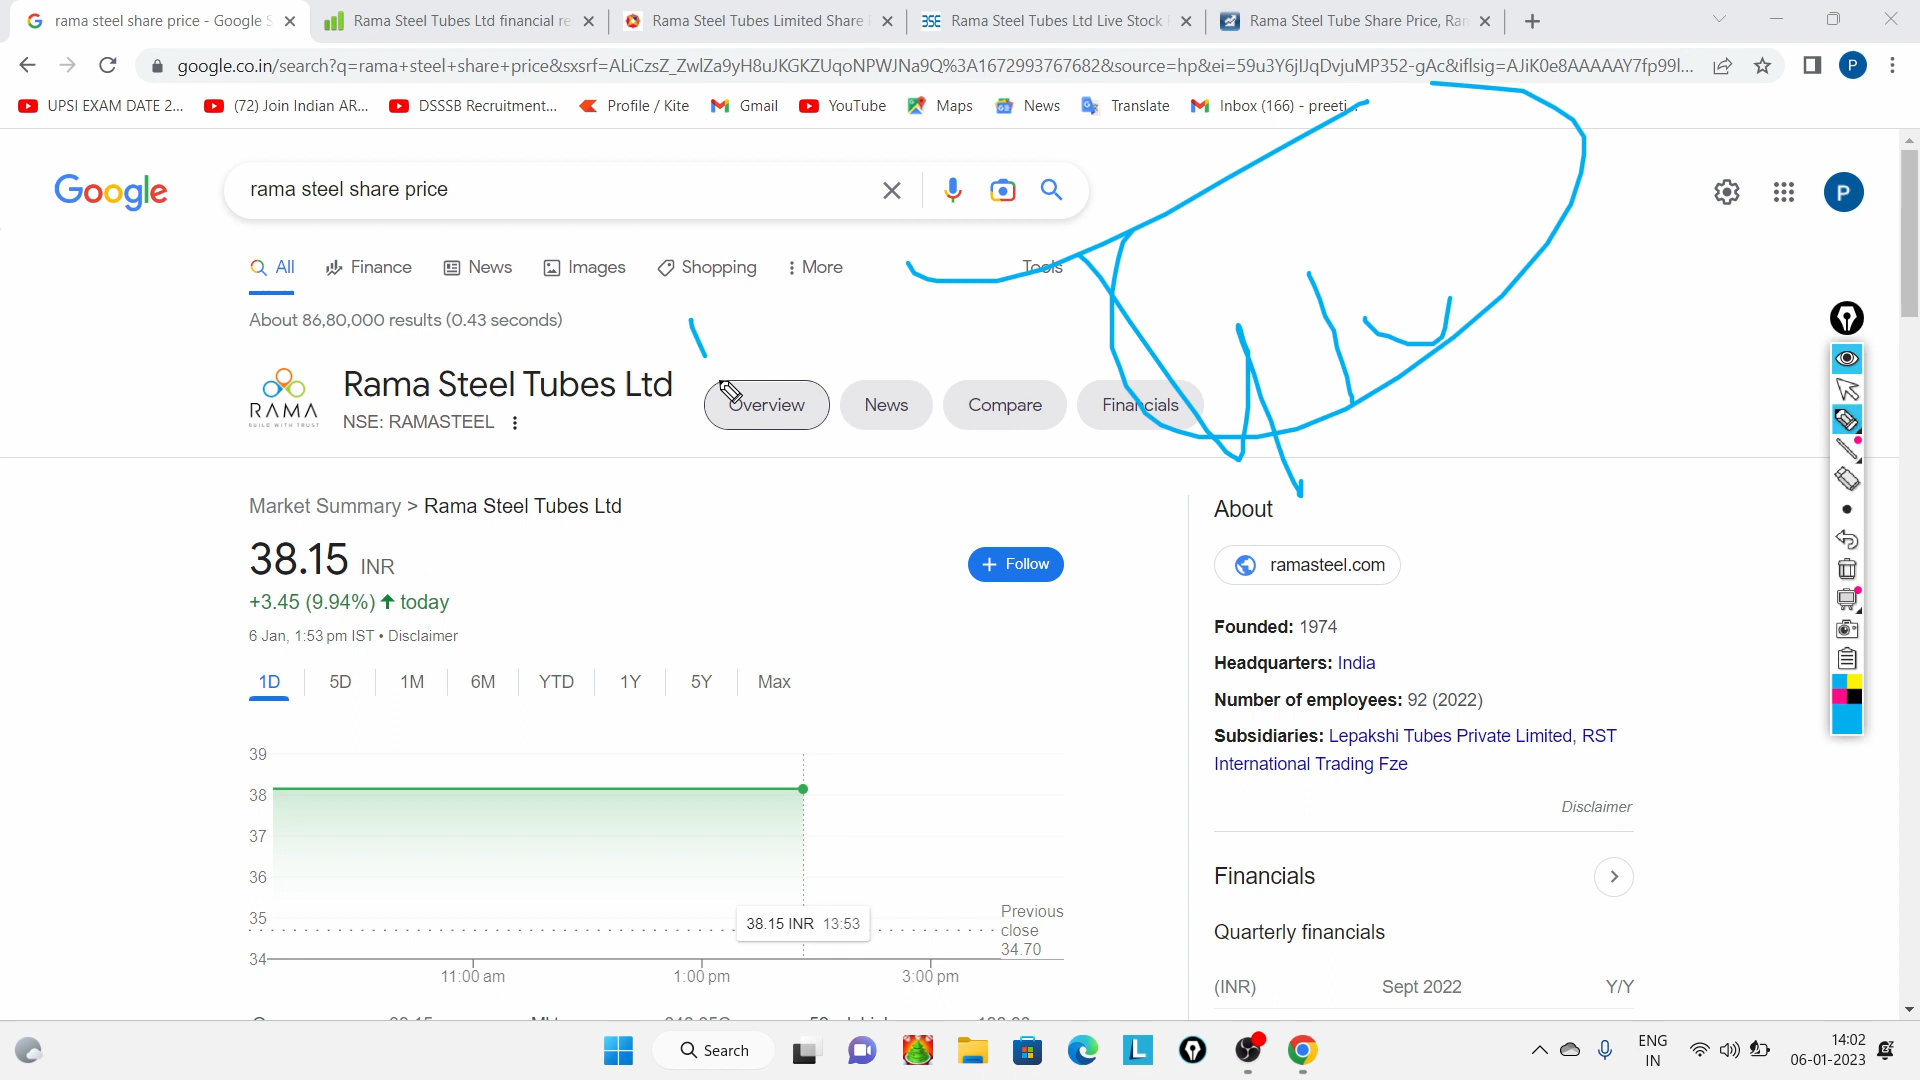 rama steel share price - Google S
Rama Steel Tubes Ltd financial re
Rama Steel Tubes Limited Share
BSE Rama Steel Tubes Ltd Live Stock
Rama Steel Tube Share Price, Ran
google.co.in/search?q=rama+steel+share+price&sxsrf=ALiCzsZ_ZwlZa9yH8uJKGKZUqoNPWJNa9Q%3A1672993767682&source=hp&ei=59u3Y6jlJqDvjuMP352-gAc&iflsig=AJiK0e8AAAAAY7fp99l...
P
UPSI EXAM DATE 2...
(72) Join Indian AR...
DSSSB Recruitment...
Profile / Kite
Gmail
YouTube
Maps
News
Translate
Inbox (166) - preeti...
Google
rama steel share price
P
All
Finance
News
Images
Shopping
More
Tools
About 86,80,000 results (0.43 seconds)
RAMA
BUILD WITH TRUST
Rama Steel Tubes Ltd
NSE: RAMASTEEL
Overview
News
Compare
Financials
Market Summary > Rama Steel Tubes Ltd
38.15 INR
+ Follow
+3.45 (9.94%) today
6 Jan, 1:53 pm IST • Disclaimer
1D
5D
1M
6M
YTD
1Y
5Y
Max
39
38
37
36
35
34
38.15 INR 13:53
Previous
close
34.70
11:00 am
1:00 pm
3:00 pm
About
ramasteel.com
Founded: 1974
Headquarters: India
Number of employees: 92 (2022)
Subsidiaries: Lepakshi Tubes Private Limited, RST
International Trading Fze
Disclaimer
Financials
Quarterly financials
(INR)
Sept 2022
Y/Y
Search
L
ENG
IN
14:02
06-01-2023